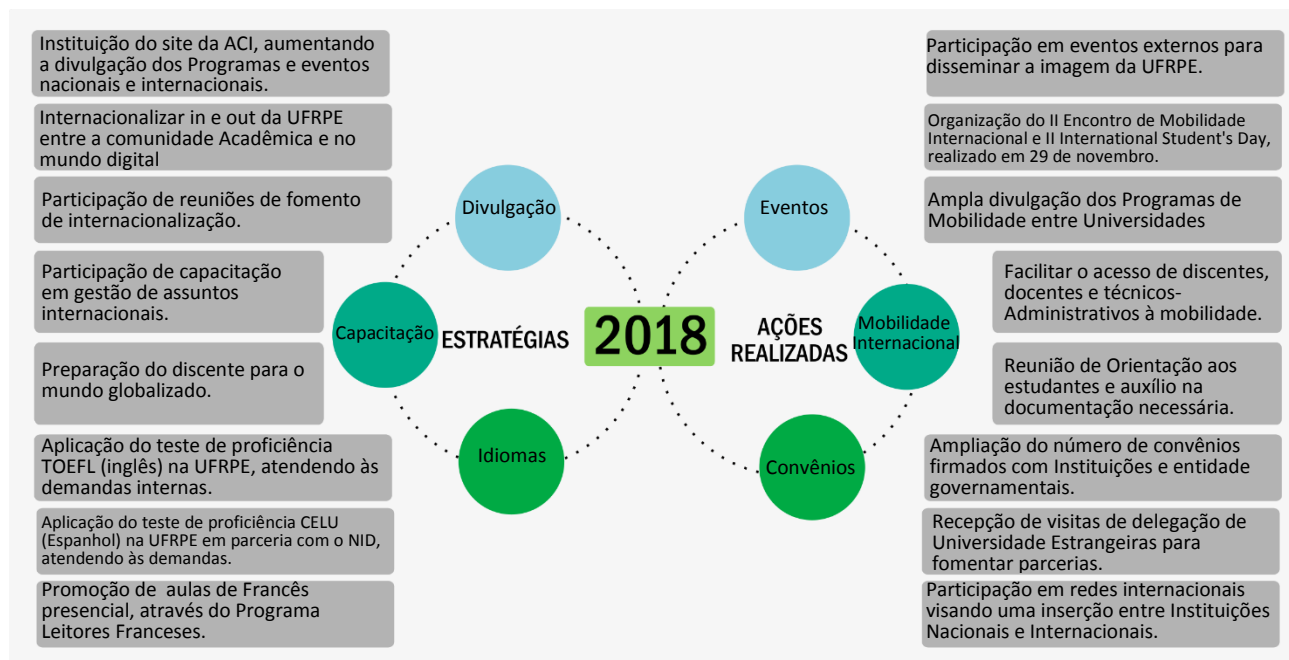 Instituição do site da ACI, aumentando
a divulgação dos Programas e eventos
nacionais e internacionais.
Internacionalizar in e out da UFRPE
entre a comunidade Acadêmica e no
mundo digital
Participação de reuniões de fomento
de internacionalização.
Participação de capacitação
em gestão de assuntos
internacionais.
Preparação do discente para o
mundo globalizado.
Aplicação do teste de proficiência
TOEFL (inglês) na UFRPE, atendendo às
demandas internas.
Aplicação do teste de proficiência CELU
(Espanhol) na UFRPE em parceria com o NID,
atendendo às demandas.
Promoção de aulas de Francês
presencial, através do Programa
Leitores Franceses.
Divulgação
Capacitação
Idiomas
ESTRATÉGIAS
2018
AÇÕES
REALIZADAS
Eventos
Mobilidade
Internacional
Convênios
Participação em eventos externos para
disseminar a imagem da UFRPE.
Organização do II Encontro de Mobilidade
Internacional e II International Student's Day,
realizado em 29 de novembro.
Ampla divulgação dos Programas de
Mobilidade entre Universidades
Facilitar o acesso de discentes,
docentes e técnicos-
Administrativos à mobilidade.
Reunião de Orientação aos
estudantes e auxílio na
documentação necessária.
Ampliação do número de convênios
firmados com Instituições e entidade
governamentais.
Recepção de visitas de delegação de
Universidade Estrangeiras para
fomentar parcerias.
Participação em redes internacionais
visando uma inserção entre Instituições
Nacionais e Internacionais.